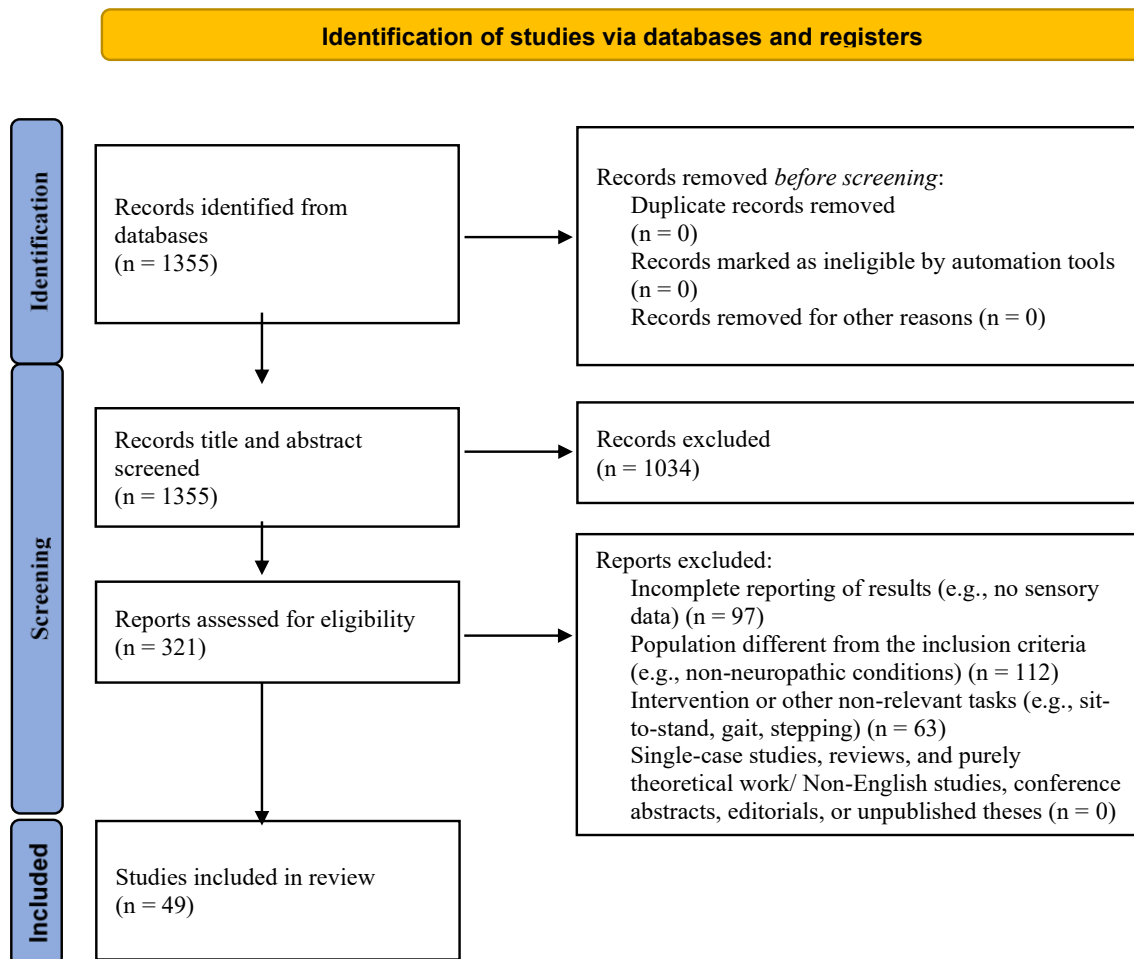 Identification of studies via databases and registers
Identification
Records identified from
databases
(n = 1355)
Records removed before screening:
Duplicate records removed
(n = 0)
Records marked as ineligible by automation tools
(n = 0)
Records removed for other reasons (n = 0)
Screening
Records title and abstract
screened
(n = 1355)
Records excluded
(n = 1034)
Reports assessed for eligibility
(n = 321)
Reports excluded:
Incomplete reporting of results (e.g., no sensory
data) (n = 97)
Population different from the inclusion criteria
(e.g., non-neuropathic conditions) (n = 112)
Intervention or other non-relevant tasks (e.g., sit-
to-stand, gait, stepping) (n = 63)
Single-case studies, reviews, and purely
theoretical work/ Non-English studies, conference
abstracts, editorials, or unpublished theses (n = 0)
Included
Studies included in review
(n = 49)